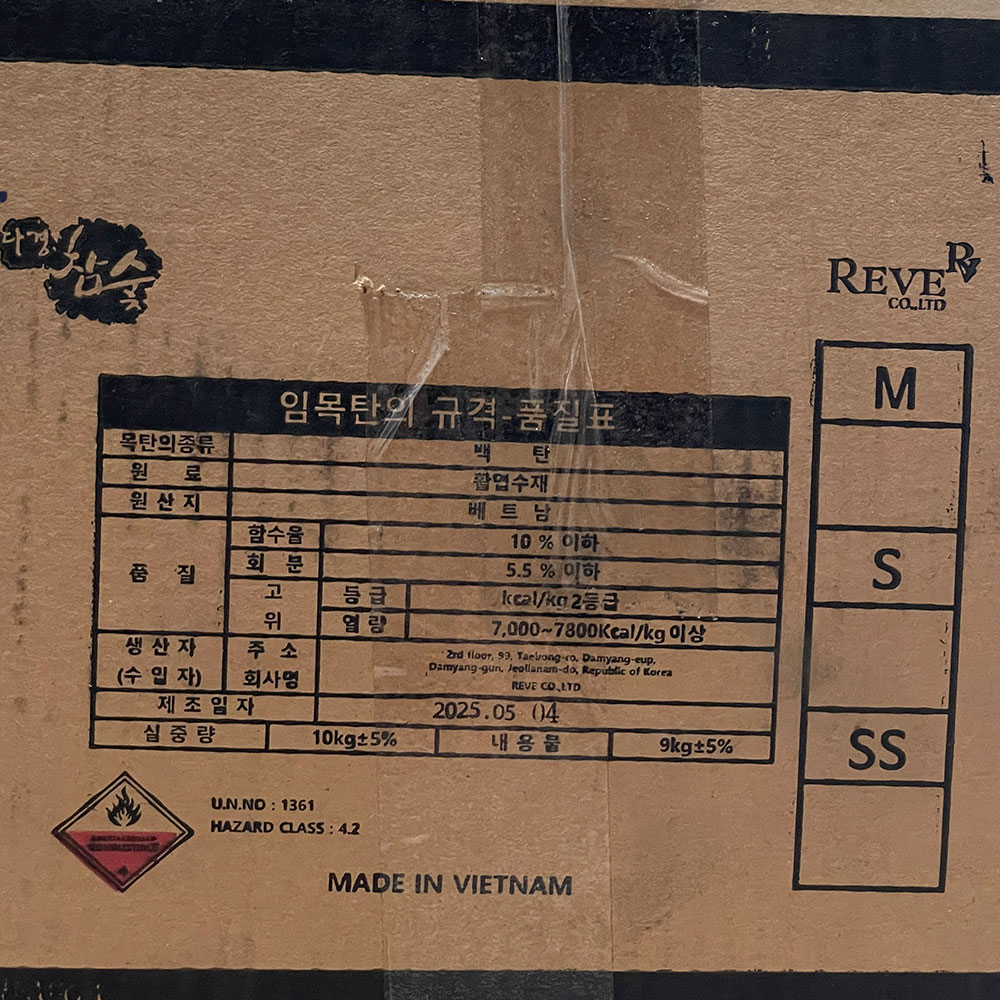 다경
참숯
REVE RV
CO.,LTD
임목탄의 규격·품질표
목탄의종류 백 탄
원 료 활엽수재
원 산 지 베 트 남
품 질 함수율 10 % 이하
회 분 5.5 % 이하
고 위 등 급 kcal/kg 2등급
열 량 7,000~7800Kcal/kg 이상
생 산 자 (수 입 자) 주 소 2nd floor, 99, Taebong-ro, Damyang-eup,
Damyang-gun, Jeollanam-do, Republic of Korea
회사명 REVE CO.,LTD
제 조 일 자 2025.05 04
실 중 량 10kg±5% 내 용 물 9kg±5%
M
S
SS
U.N.NO : 1361
HAZARD CLASS : 4.2
COMBUSTIBLE
MADE IN VIETNAM